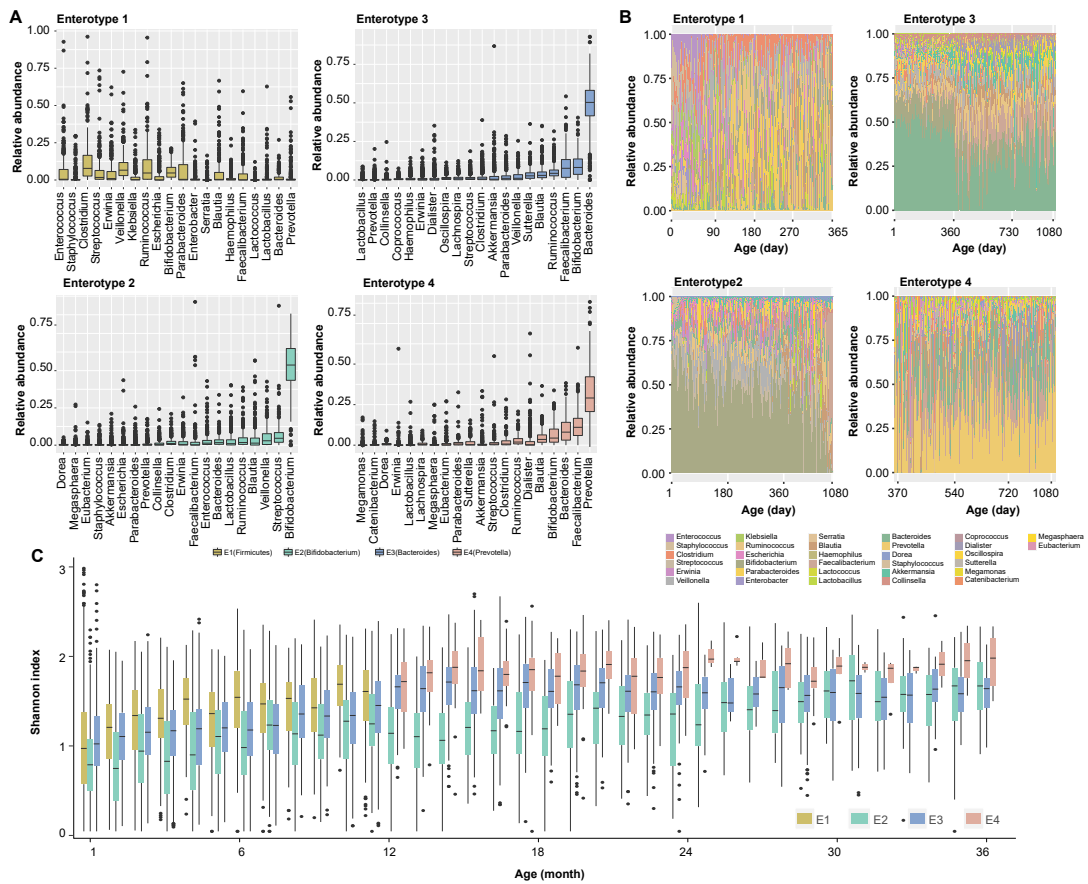 A
Enterotype 1
Relative abundance
1.00
0.75
0.50
0.25
0.00
Enterococcus
Staphylococcus
Clostridium
Streptococcus
Erwinia
Veillonella
Klebsiella
Ruminococcus
Escherichia
Bifidobacterium
Parabacteroides
Enterobacter
Serratia
Blautia
Haemophilus
Faecalibacterium
Lactococcus
Lactobacillus
Bacteroides
Prevotella
Enterotype 3
Relative abundance
0.75
0.50
0.25
0.00
Lactobacillus
Prevotella
Collinsella
Coprococcus
Haemophilus
Erwinia
Dialister
Oscillospira
Lachnospira
Streptococcus
Clostridium
Akkermansia
Parabacteroides
Veillonella
Sutterella
Blautia
Ruminococcus
Faecalibacterium
Bifidobacterium
Bacteroides
Enterotype 2
Relative abundance
0.75
0.50
0.25
0.00
Dorea
Megasphaera
Eubacterium
Staphylococcus
Akkermansia
Escherichia
Parabacteroides
Prevotella
Collinsella
Clostridium
Erwinia
Faecalibacterium
Enterococcus
Bacteroides
Lactobacillus
Ruminococcus
Blautia
Veillonella
Streptococcus
Bifidobacterium
Enterotype 4
Relative abundance
0.75
0.50
0.25
0.00
Megamonas
Catenibacterium
Dorea
Erwinia
Lactobacillus
Lachnospira
Megasphaera
Eubacterium
Parabacteroides
Sutterella
Akkermansia
Streptococcus
Clostridium
Ruminococcus
Dialister
Blautia
Bifidobacterium
Bacteroides
Faecalibacterium
Prevotella
E1(Firmicutes) E2(Bifidobacterium) E3(Bacteroides) E4(Prevotella)
B
Enterotype 1
Relative abundance
1.00
0.75
0.50
0.25
0.00
1 90 180 270 365
Age (day)
Enterotype 3
Relative abundance
1.00
0.75
0.50
0.25
0.00
1 360 730 1080
Age (day)
Enterotype2
Relative abundance
1.00
0.75
0.50
0.25
0.00
1 180 360 1080
Age (day)
Enterotype 4
Relative abundance
1.00
0.75
0.50
0.25
0.00
370 540 720 1080
Age (day)
Enterococcus Klebsiella Serratia Bacteroides Coprococcus Megasphaera
Staphylococcus Ruminococcus Blautia Prevotella Dialister Eubacterium
Clostridium Escherichia Haemophilus Dorea Oscillospira
Streptococcus Bifidobacterium Faecalibacterium Staphylococcus Sutterella
Erwinia Parabacteroides Lactococcus Akkermansia Megamonas
Veillonella Enterobacter Lactobacillus Collinsella Catenibacterium
C
Shannon index
3
2
1
0
1 6 12 18 24 30 36
Age (month)
E1 E2 E3 E4